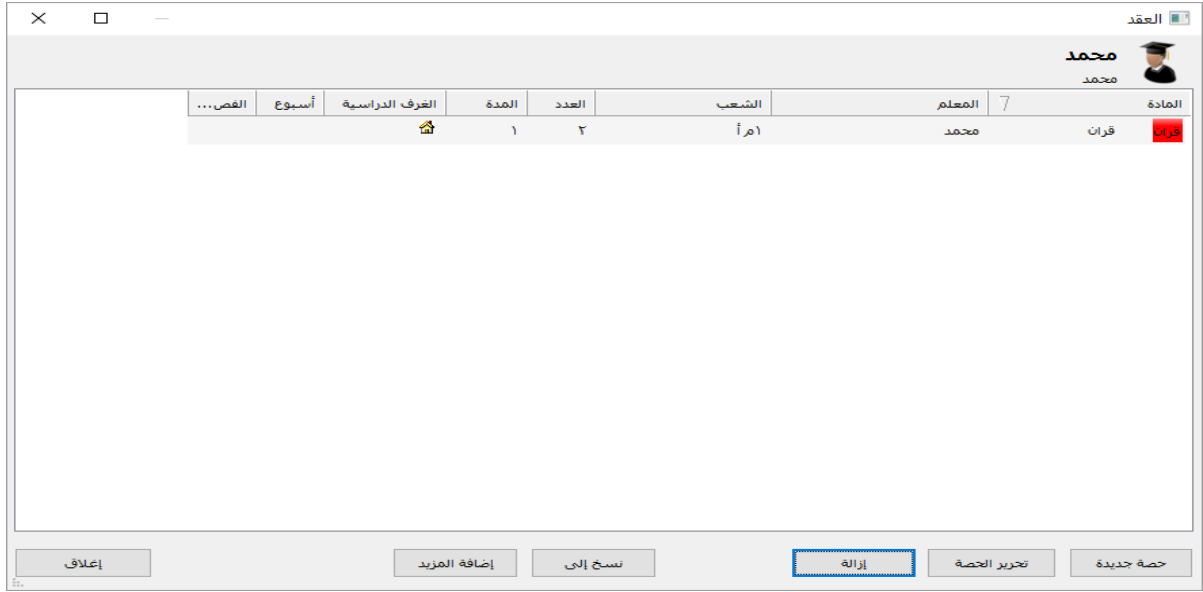 العقد
محمد
محمد
المادة المعلم الشعب العدد المدة الغرف الدراسية أسبوع الفص...
قران قران محمد ١م أ ٢ ١
حصة جديدة تحرير الحصة إزالة نسخ إلى إضافة المزيد إغلاق